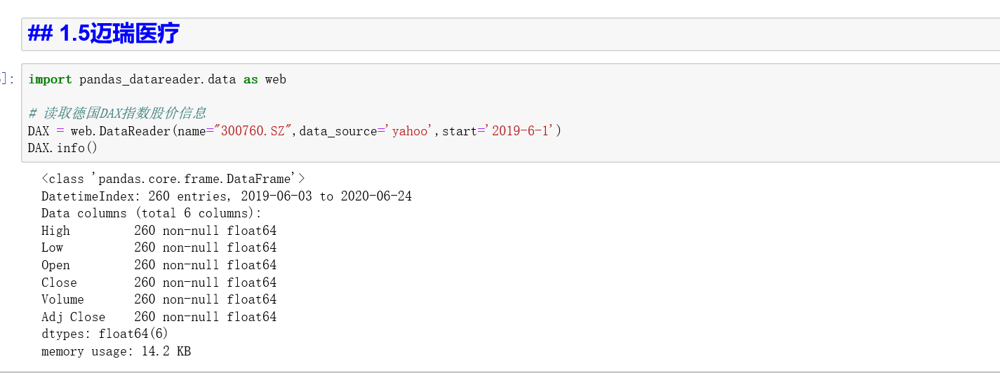 ## 1.5迈瑞医疗
]:
import pandas_datareader.data as web
# 读取德国DAX指数股价信息
DAX = web.DataReader(name="300760.SZ",data_source='yahoo',start='2019-6-1')
DAX.info()
<class 'pandas.core.frame.DataFrame'>
DatetimeIndex: 260 entries, 2019-06-03 to 2020-06-24
Data columns (total 6 columns):
High         260 non-null float64
Low          260 non-null float64
Open         260 non-null float64
Close        260 non-null float64
Volume       260 non-null float64
Adj Close    260 non-null float64
dtypes: float64(6)
memory usage: 14.2 KB